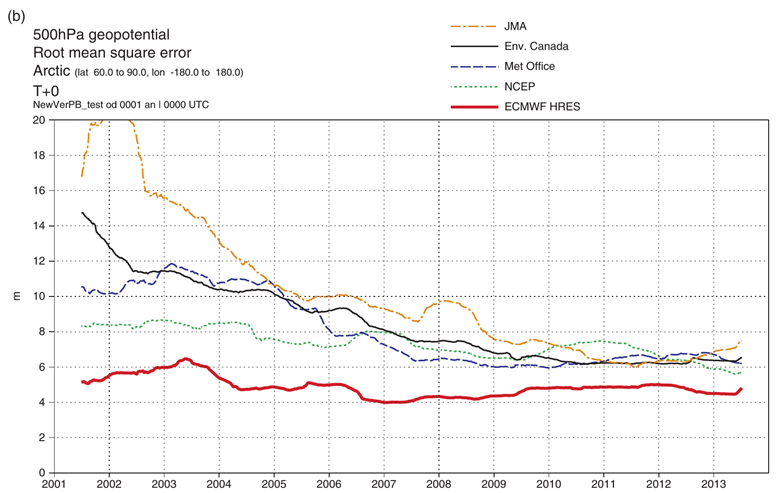 (b)
500hPa geopotential
Root mean square error
Arctic (lat 60.0 to 90.0, lon -180.0 to 180.0)
T+0
NewVerPB_test od 0001 an | 0000 UTC
JMA
Env. Canada
Met Office
NCEP
ECMWF HRES
20
18
16
14
12
10
8
6
4
2
0
m
2001 2002 2003 2004 2005 2006 2007 2008 2009 2010 2011 2012 2013